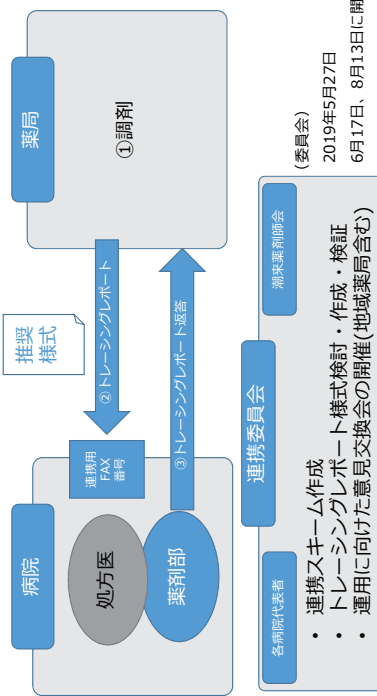 病院
処方医
薬剤部
連携用
FAX
番号
推奨
様式
②トレーシングレポート
③トレーシングレポート返答
薬局
①調剤
各病院代表者
連携委員会
潮来薬剤師会
• 連携スキーム作成
• トレーシングレポート様式検討・作成・検証
• 運用に向けた意見交換会の開催(地域薬局含む)
(委員会)
2019年5月27日
6月17日、8月13日に開